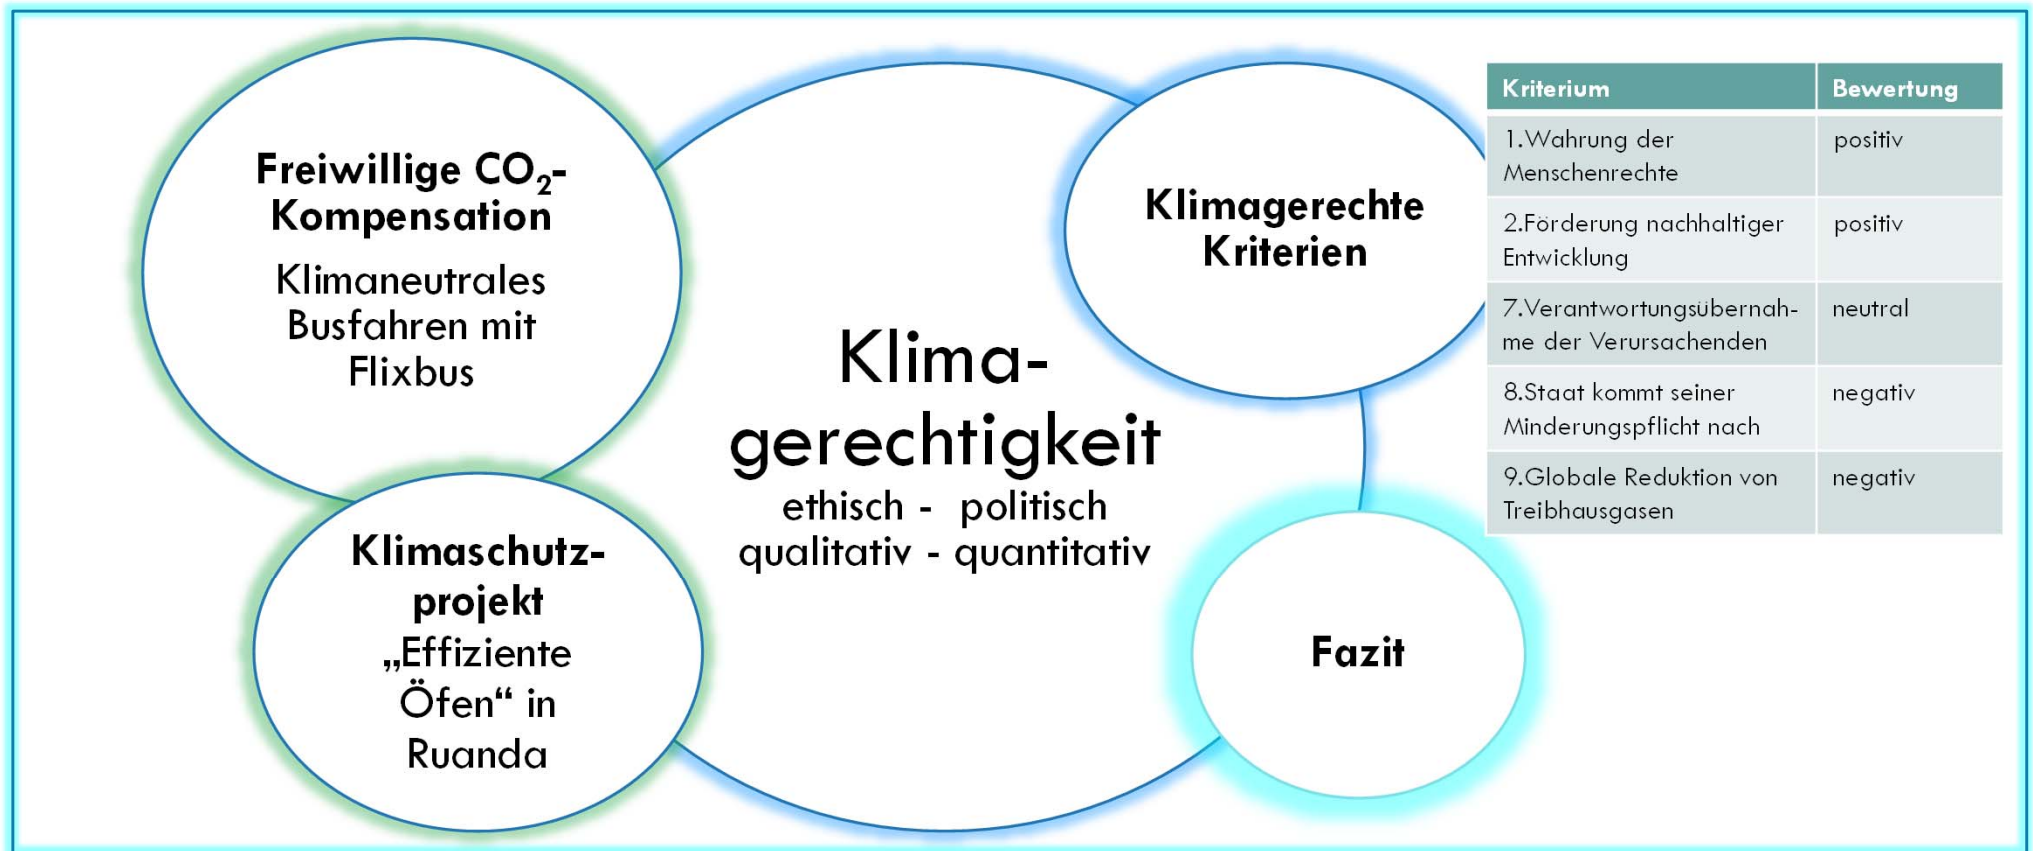 Freiwillige CO₂-
Kompensation
Klimaneutrales
Busfahren mit
Flixbus
Klimaschutz-
projekt
„Effiziente
Öfen“ in
Ruanda
Klima-
gerechtigkeit
ethisch - politisch
qualitativ - quantitativ
Klimagerechte
Kriterien
Fazit
Kriterium Bewertung
1.Wahrung der positiv
Menschenrechte
2.Förderung nachhaltiger positiv
Entwicklung
7.Verantwortungsübernah- neutral
me der Verursachenden
8.Staat kommt seiner negativ
Minderungspflicht nach
9.Globale Reduktion von negativ
Treibhausgasen